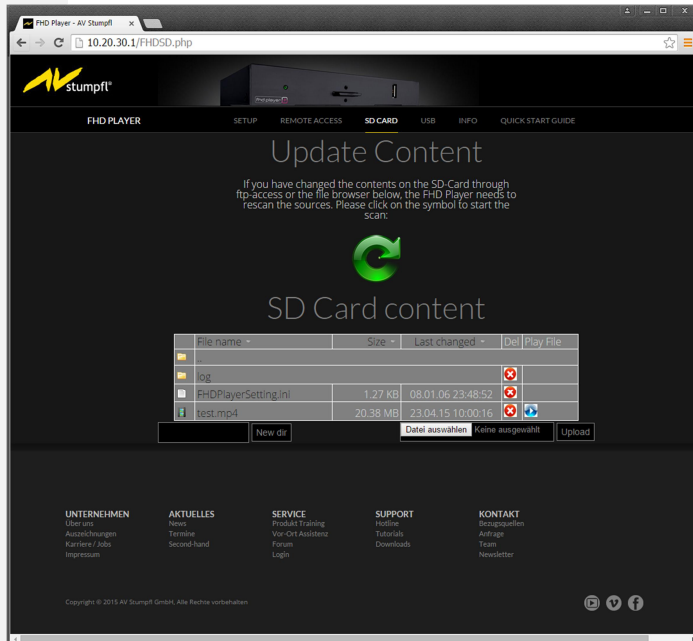 FHD Player - AV Stumpfl
10.20.30.1/FHDSD.php
AV stumpfl®
fhd player
FHD PLAYER SETUP REMOTE ACCESS SD CARD USB INFO QUICK START GUIDE
Update Content
If you have changed the contents on the SD-Card through
ftp-access or the file browser below, the FHD Player needs to
rescan the sources. Please click on the symbol to start the
scan:
SD Card content
File name Size Last changed Del Play File
..
log
FHDPlayerSetting.ini 1.27 KB 08.01.06 23:48:52
test.mp4 20.38 MB 23.04.15 10:00:16
New dir Datei auswählen Keine ausgewählt Upload
UNTERNEHMEN AKTUELLES SERVICE SUPPORT KONTAKT
Über uns News Produkt Training Hotline Bezugsquellen
Auszeichnungen Termine Vor-Ort Assistenz Tutorials Anfrage
Karriere / Jobs Second-hand Forum Downloads Team
Impressum Login Newsletter
Copyright © 2015 AV Stumpfl GmbH, Alle Rechte vorbehalten